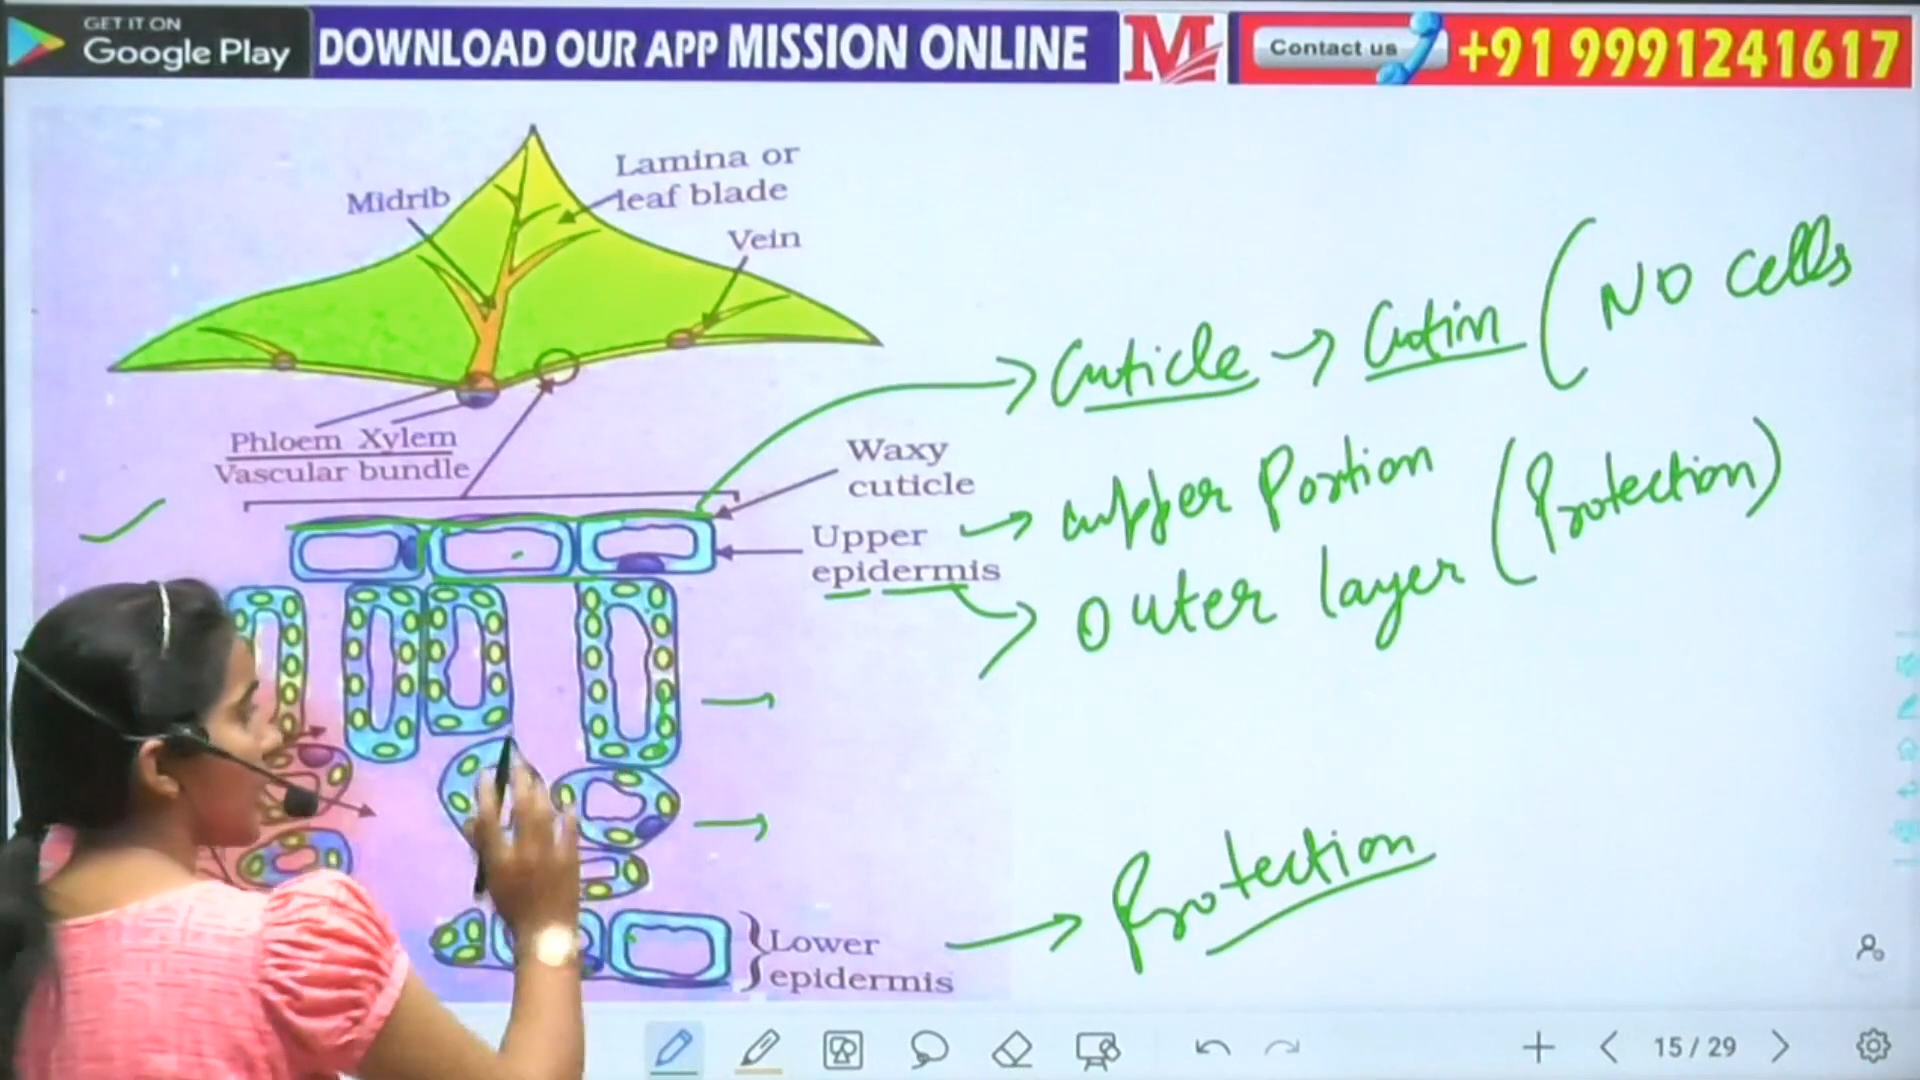 GET IT ON
Google Play
DOWNLOAD OUR APP MISSION ONLINE
M
Contact us
+91 9991241617
Lamina or
leaf blade
Midrib
Vein
Phloem Xylem
Vascular bundle
Waxy
cuticle
Upper
epidermis
Lower
epidermis
Cuticle → Cutin ( No cells
→ upper Portion
Outer layer (Protection)
→ Protection
15 / 29